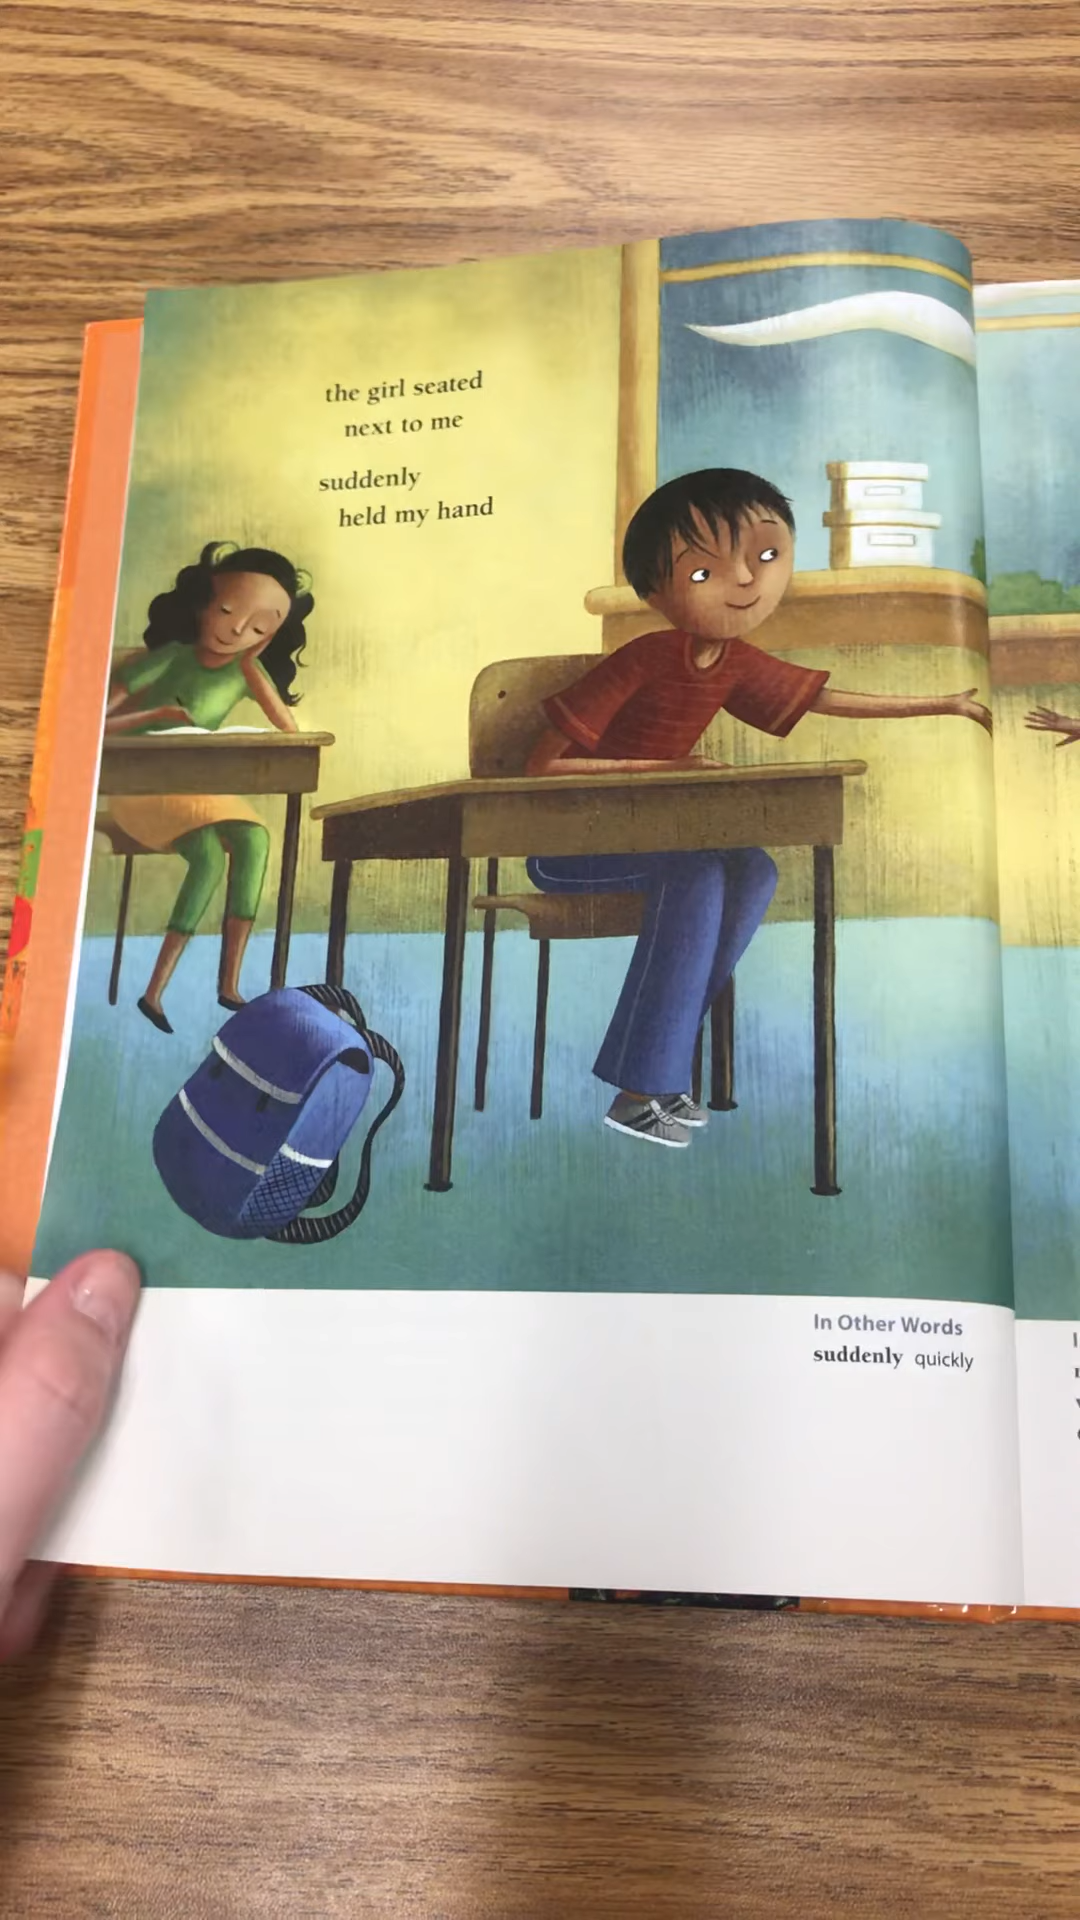 the girl seated
next to me
suddenly
held my hand
In Other Words
suddenly quickly